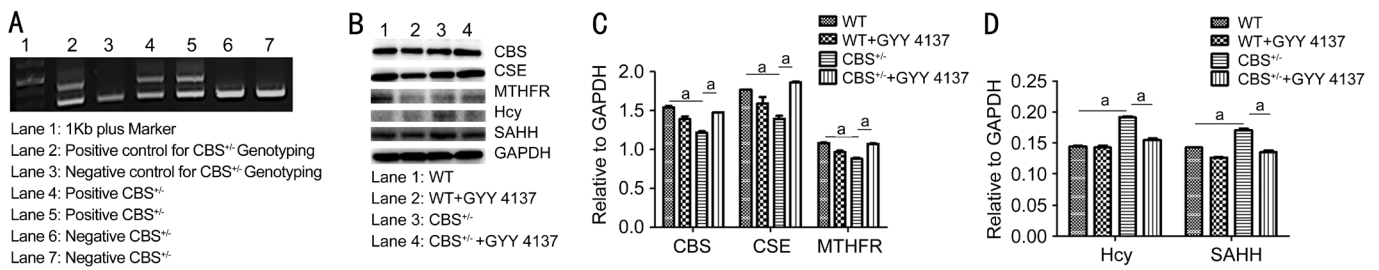 A
1 2 3 4 5 6 7
Lane 1: 1Kb plus Marker
Lane 2: Positive control for CBS+/- Genotyping
Lane 3: Negative control for CBS+/- Genotyping
Lane 4: Positive CBS+/-
Lane 5: Positive CBS+/-
Lane 6: Negative CBS+/-
Lane 7: Negative CBS+/-
B
1 2 3 4
CBS
CSE
MTHFR
Hcy
SAHH
GAPDH
Lane 1: WT
Lane 2: WT+GYY 4137
Lane 3: CBS+/-
Lane 4: CBS+/- +GYY 4137
C
WT
WT+GYY 4137
CBS+/-
CBS+/-+GYY 4137
Relative to GAPDH
2.0
1.5
1.0
0.5
0.0
a a
a a
a a
CBS CSE MTHFR
D
WT
WT+GYY 4137
CBS+/-
CBS+/-+GYY 4137
Relative to GAPDH
0.25
0.20
0.15
0.10
0.05
0.00
a a
a a
Hcy SAHH